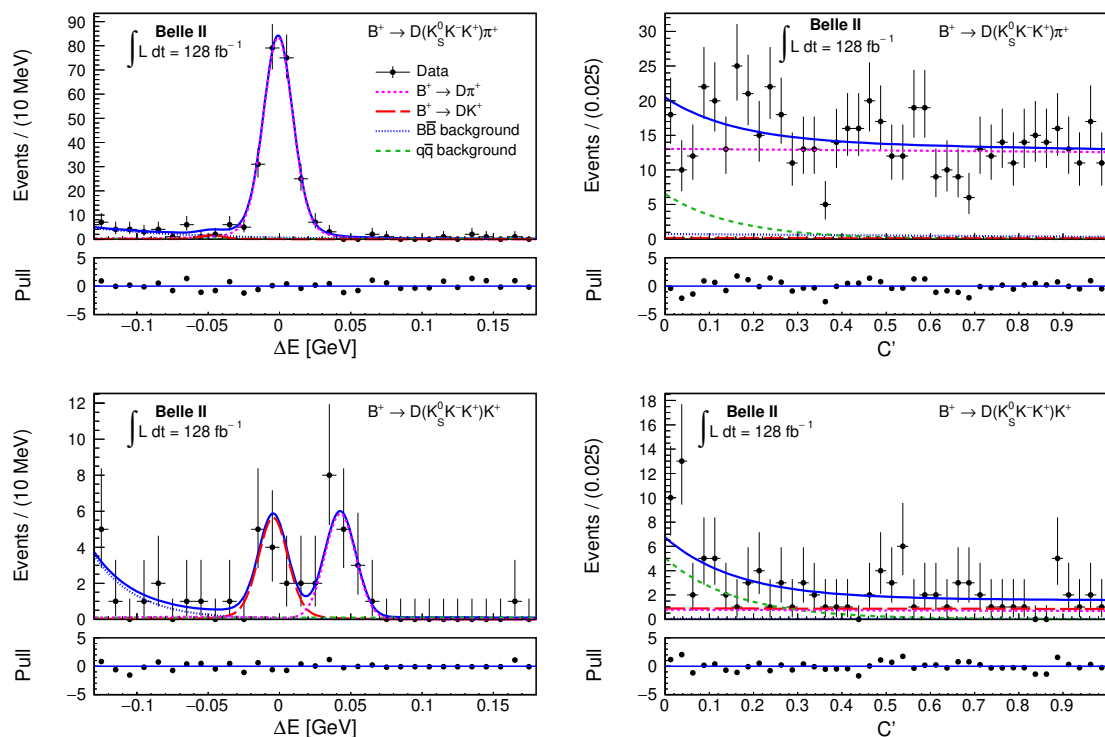 Belle II
∫ L dt = 128 fb⁻¹
B⁺ → D(K⁰_S K⁻K⁺)π⁺
Data
B⁺ → Dπ⁺
B⁺ → DK⁺
BB̅ background
qq̅ background
Events / (10 MeV)
0 10 20 30 40 50 60 70 80 90
Pull
−5 0 5
−0.1 −0.05 0 0.05 0.1 0.15
ΔE [GeV]
Belle II
∫ L dt = 128 fb⁻¹
B⁺ → D(K⁰_S K⁻K⁺)π⁺
Events / (0.025)
0 5 10 15 20 25 30
Pull
−5 0 5
0 0.1 0.2 0.3 0.4 0.5 0.6 0.7 0.8 0.9
C'
Belle II
∫ L dt = 128 fb⁻¹
B⁺ → D(K⁰_S K⁻K⁺)K⁺
Events / (10 MeV)
0 2 4 6 8 10 12
Pull
−5 0 5
−0.1 −0.05 0 0.05 0.1 0.15
ΔE [GeV]
Belle II
∫ L dt = 128 fb⁻¹
B⁺ → D(K⁰_S K⁻K⁺)K⁺
Events / (0.025)
0 2 4 6 8 10 12 14 16 18
Pull
−5 0 5
0 0.1 0.2 0.3 0.4 0.5 0.6 0.7 0.8 0.9
C'